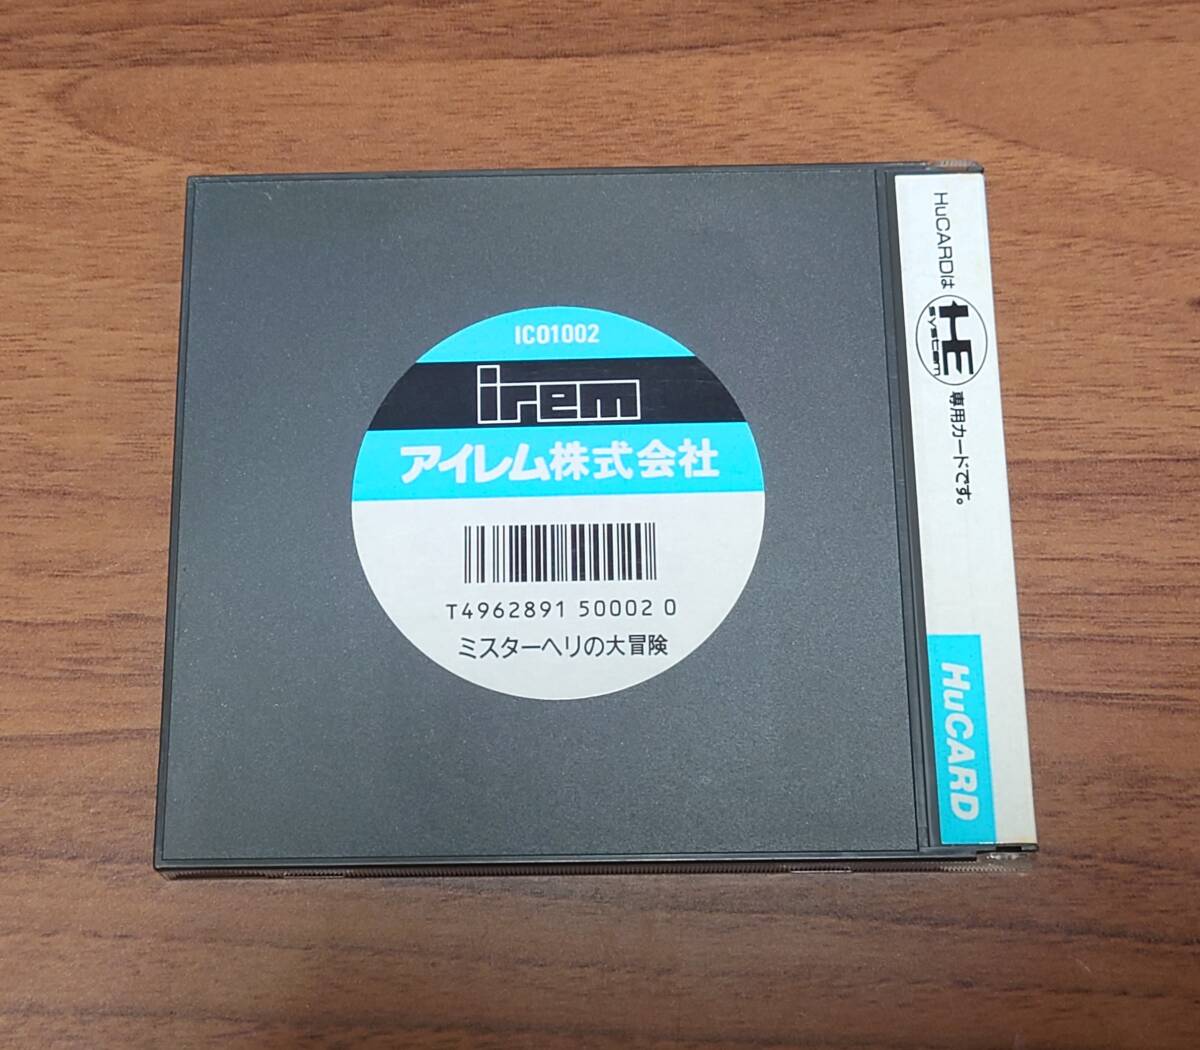 IC01002
irem
アイレム株式会社
T4962891 50002 0
ミスターヘリの大冒険
HuCARDは HE system 専用カードです。
HuCARD